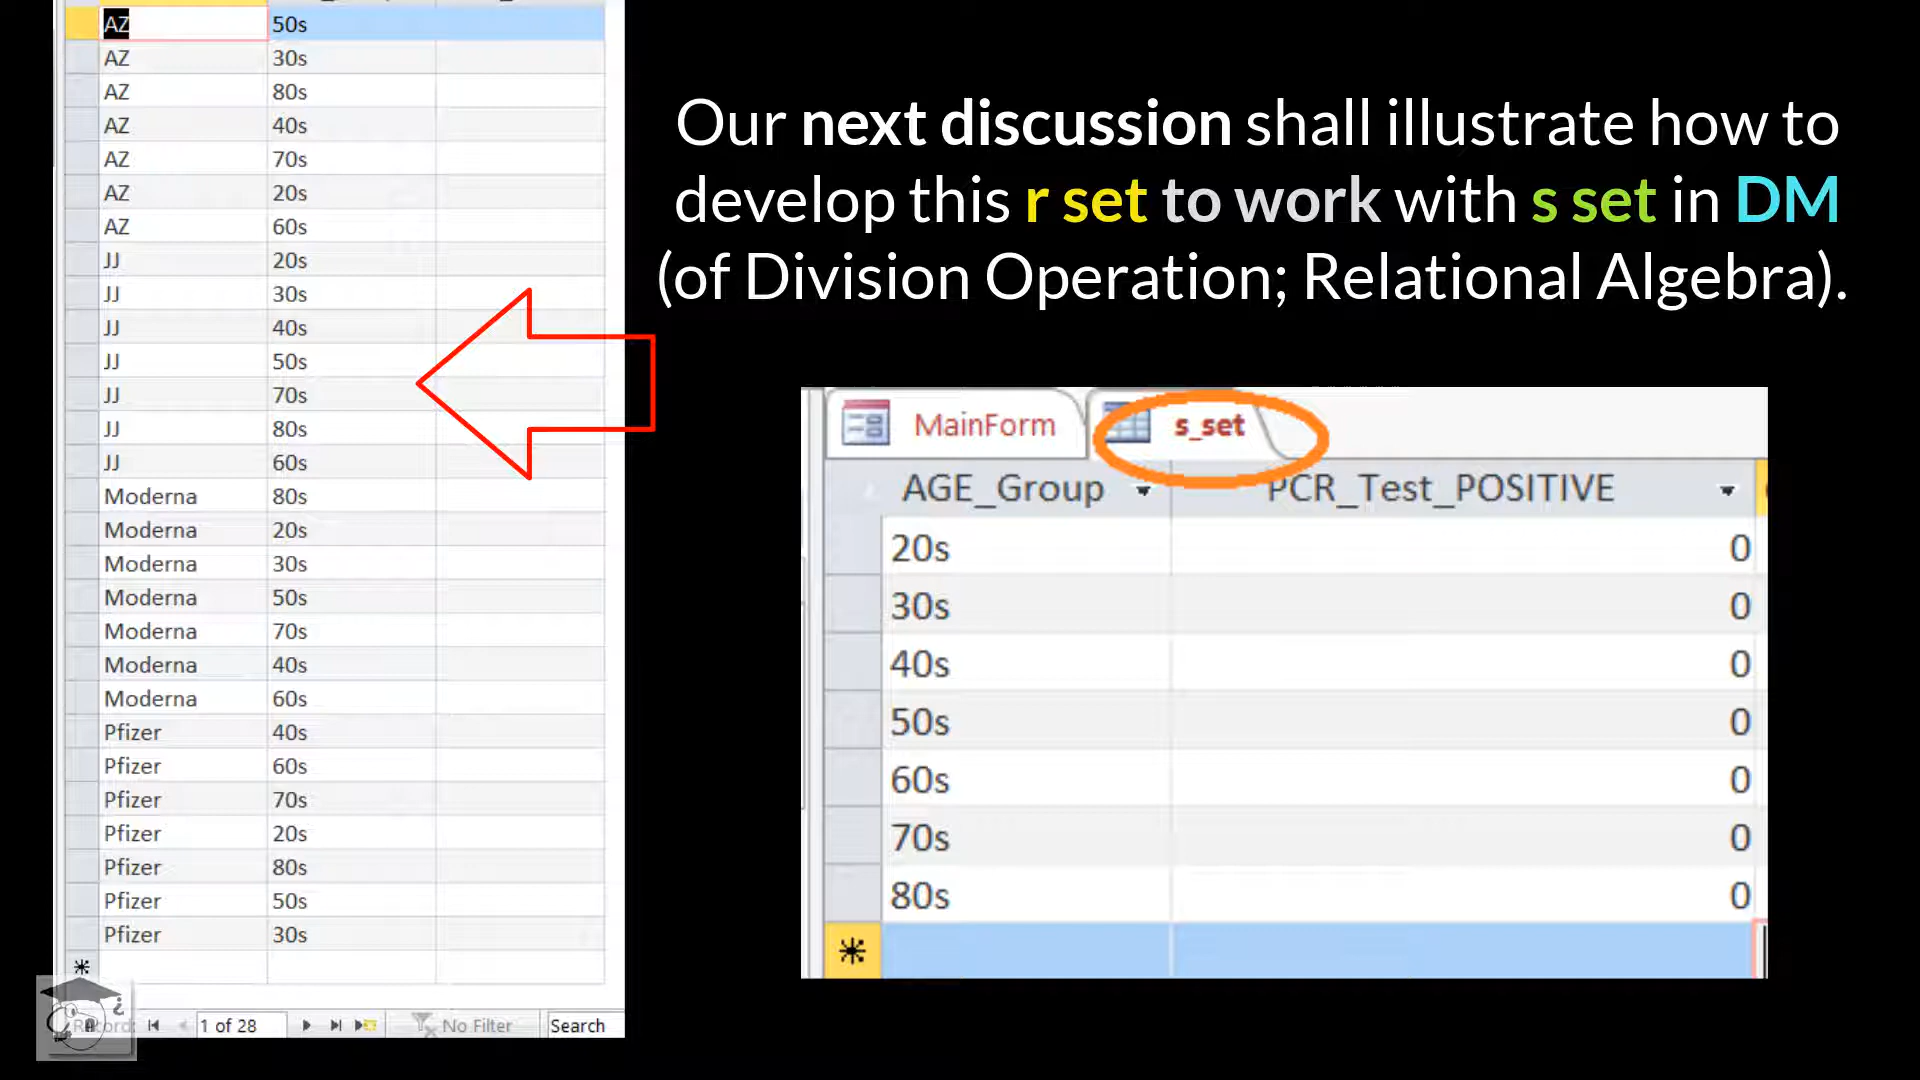 AZ 50s
AZ 30s
AZ 80s
AZ 40s
AZ 70s
AZ 20s
AZ 60s
JJ 20s
JJ 30s
JJ 40s
JJ 50s
JJ 70s
JJ 80s
JJ 60s
Moderna 80s
Moderna 20s
Moderna 30s
Moderna 50s
Moderna 70s
Moderna 40s
Moderna 60s
Pfizer 40s
Pfizer 60s
Pfizer 70s
Pfizer 20s
Pfizer 80s
Pfizer 50s
Pfizer 30s
1 of 28 No Filter Search
Our next discussion shall illustrate how to
develop this r set to work with s set in DM
(of Division Operation; Relational Algebra).
MainForm s_set
AGE_Group PCR_Test_POSITIVE
20s 0
30s 0
40s 0
50s 0
60s 0
70s 0
80s 0